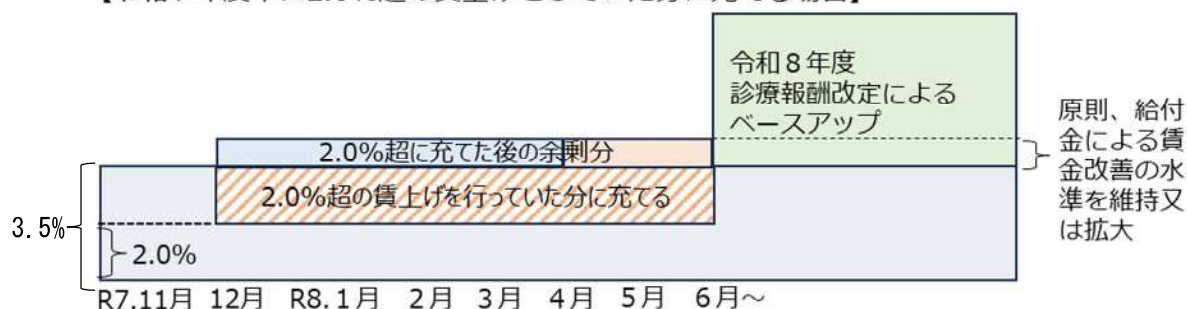 令和８年度
診療報酬改定による
ベースアップ
原則、給付
金による賃
金改善の水
準を維持又
は拡大
2.0%超に充てた後の余剰分
2.0%超の賃上げを行っていた分に充てる
3.5%
2.0%
R7.11月 12月 R8.1月 2月 3月 4月 5月 6月～